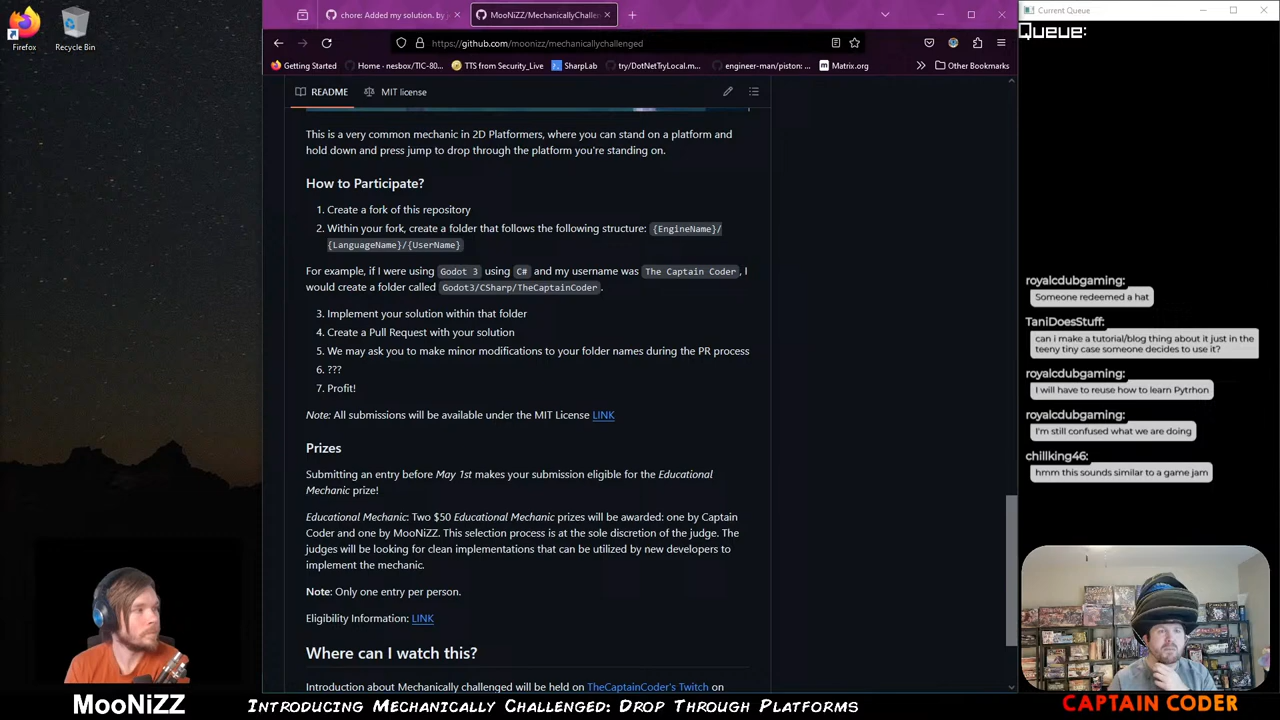 Firefox
Recycle Bin
chore: Added my solution. by j
MooNiZZ/MechanicallyChallen
https://github.com/moonizz/mechanicallychallenged
Getting Started
Home · nesbox/TIC-80...
TTS from Security_Live
SharpLab
try/DotNetTryLocal.m...
engineer-man/piston: ...
Matrix.org
Other Bookmarks
README
MIT license
This is a very common mechanic in 2D Platformers, where you can stand on a platform and
hold down and press jump to drop through the platform you're standing on.
How to Participate?
1. Create a fork of this repository
2. Within your fork, create a folder that follows the following structure: {EngineName}/
{LanguageName}/{UserName}
For example, if I were using Godot 3 using C# and my username was The Captain Coder, I
would create a folder called Godot3/CSharp/TheCaptainCoder.
3. Implement your solution within that folder
4. Create a Pull Request with your solution
5. We may ask you to make minor modifications to your folder names during the PR process
6. ???
7. Profit!
Note: All submissions will be available under the MIT License LINK
Prizes
Submitting an entry before May 1st makes your submission eligible for the Educational
Mechanic prize!
Educational Mechanic: Two $50 Educational Mechanic prizes will be awarded: one by Captain
Coder and one by MooNiZZ. This selection process is at the sole discretion of the judge. The
judges will be looking for clean implementations that can be utilized by new developers to
implement the mechanic.
Note: Only one entry per person.
Eligibility Information: LINK
Where can I watch this?
Introduction about Mechanically challenged will be held on TheCaptainCoder's Twitch on
Current Queue
Queue:
royalcdubgaming:
Someone redeemed a hat
TaniDoesStuff:
can i make a tutorial/blog thing about it just in the
teeny tiny case someone decides to use it?
royalcdubgaming:
I will have to reuse how to learn Pytrhon
royalcdubgaming:
I'm still confused what we are doing
chillking46:
hmm this sounds similar to a game jam
MooNiZZ
Introducing Mechanically Challenged: Drop Through Platforms
CAPTAIN CODER